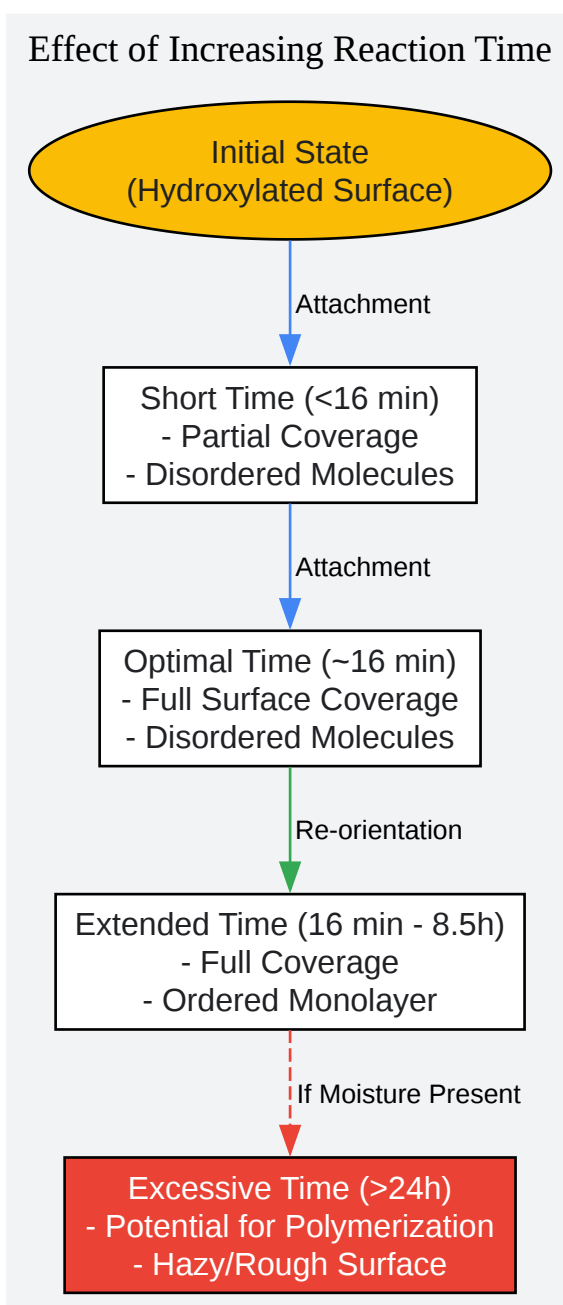 Effect of Increasing Reaction Time
Initial State
(Hydroxylated Surface)
Attachment
Short Time (<16 min)
- Partial Coverage
- Disordered Molecules
Attachment
Optimal Time (~16 min)
- Full Surface Coverage
- Disordered Molecules
Re-orientation
Extended Time (16 min - 8.5h)
- Full Coverage
- Ordered Monolayer
If Moisture Present
Excessive Time (>24h)
- Potential for Polymerization
- Hazy/Rough Surface